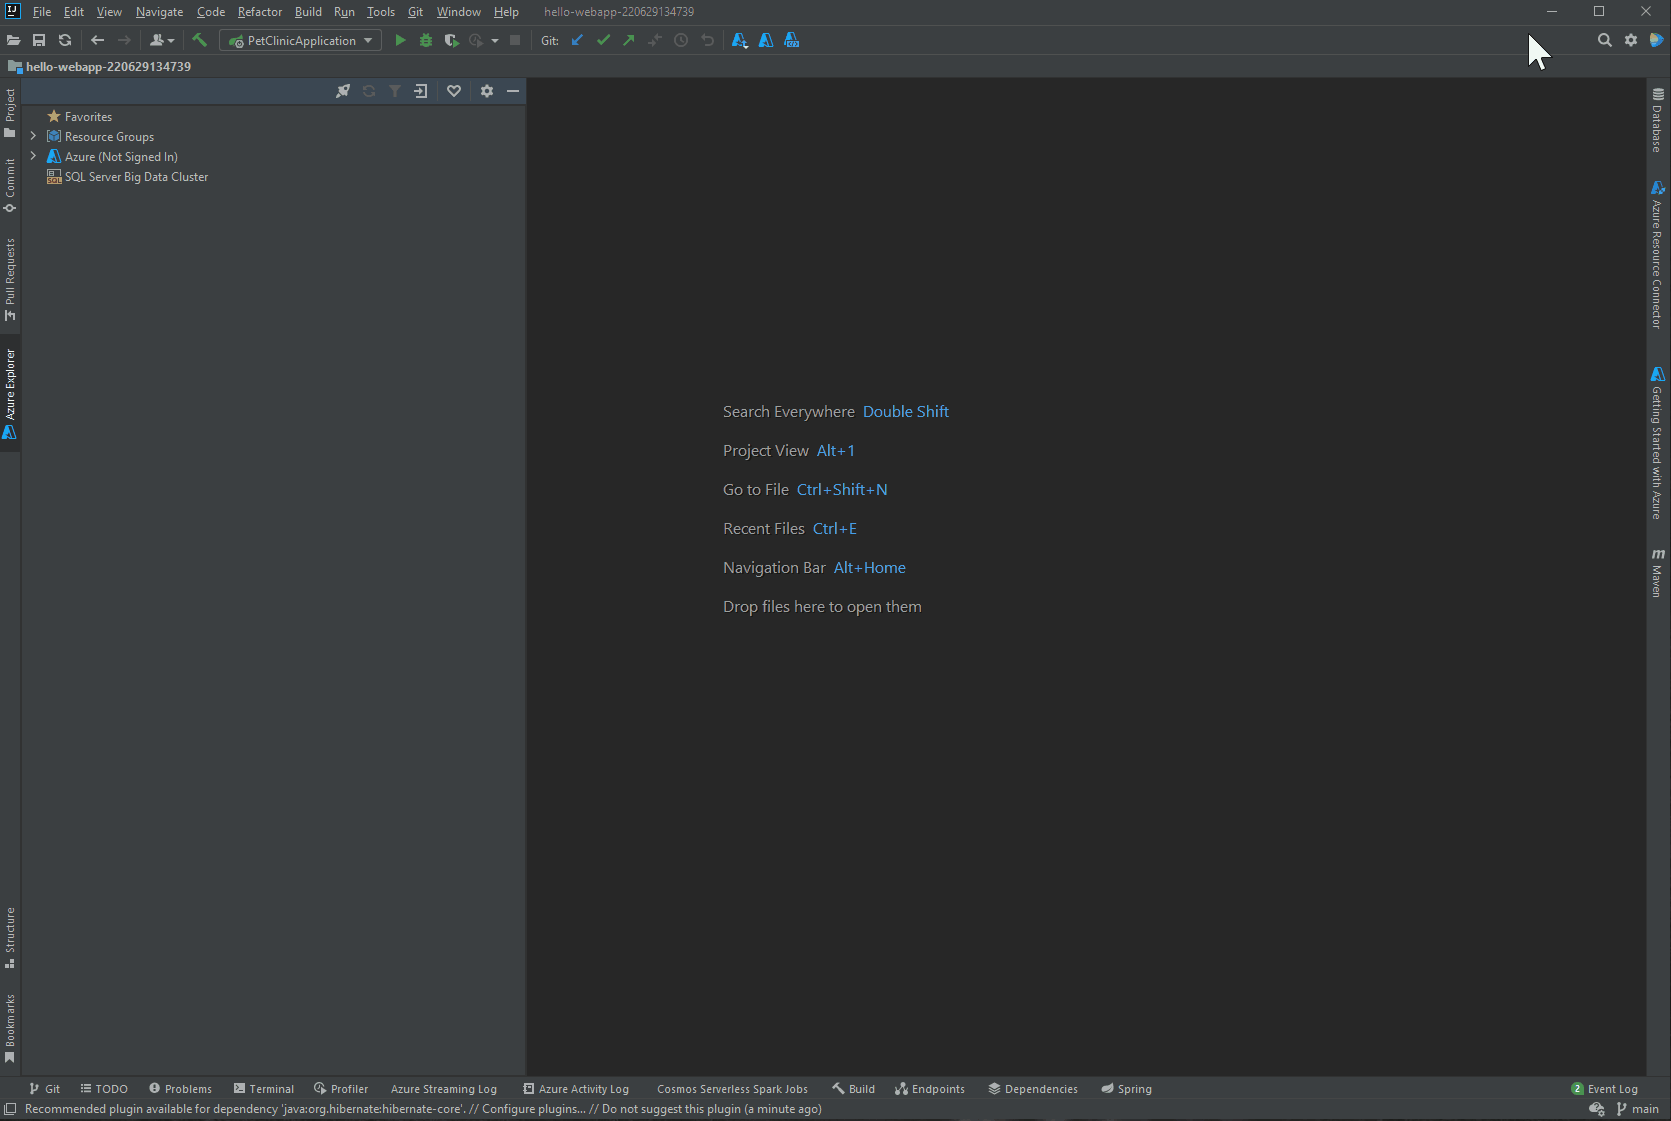 IJ File Edit View Navigate Code Refactor Build Run Tools Git Window Help hello-webapp-220629134739
PetClinicApplication Git:
hello-webapp-220629134739
Project
Commit
Pull Requests
Azure Explorer
Structure
Bookmarks
Favorites
Resource Groups
Azure (Not Signed In)
SQL Server Big Data Cluster
Search Everywhere Double Shift
Project View Alt+1
Go to File Ctrl+Shift+N
Recent Files Ctrl+E
Navigation Bar Alt+Home
Drop files here to open them
Database
Azure Resource Connector
Getting Started with Azure
m Maven
Git TODO Problems Terminal Profiler Azure Streaming Log Azure Activity Log Cosmos Serverless Spark Jobs Build Endpoints Dependencies Spring 2 Event Log
Recommended plugin available for dependency 'java:org.hibernate:hibernate-core'. // Configure plugins... // Do not suggest this plugin (a minute ago) main